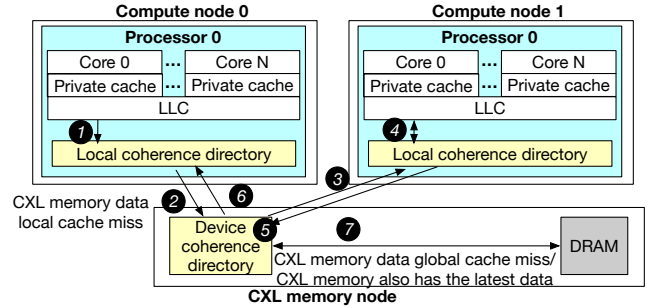 Compute node 0
Compute node 1
Processor 0
Processor 0
Core 0 ... Core N
Core 0 ... Core N
Private cache ... Private cache
Private cache ... Private cache
LLC
LLC
1
4
Local coherence directory
Local coherence directory
2
6
3
CXL memory data
local cache miss
Device
coherence
directory
5
7
DRAM
CXL memory data global cache miss/
CXL memory also has the latest data
CXL memory node